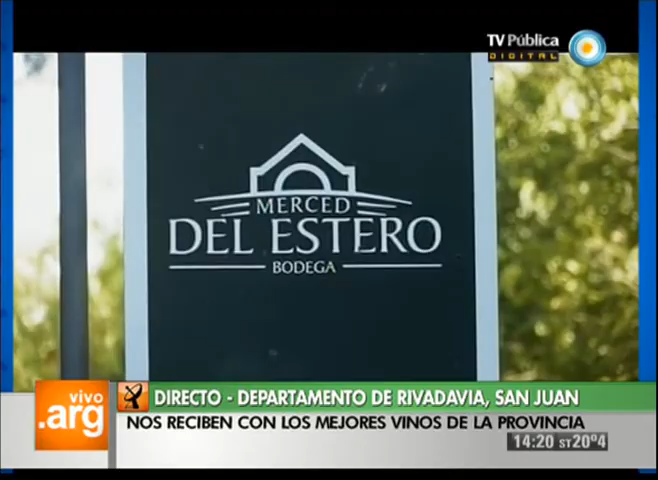 TV Pública
DIGITAL
MERCED
DEL ESTERO
BODEGA
vivo
.arg
DIRECTO - DEPARTAMENTO DE RIVADAVIA, SAN JUAN
NOS RECIBEN CON LOS MEJORES VINOS DE LA PROVINCIA
14:20 ST20º4